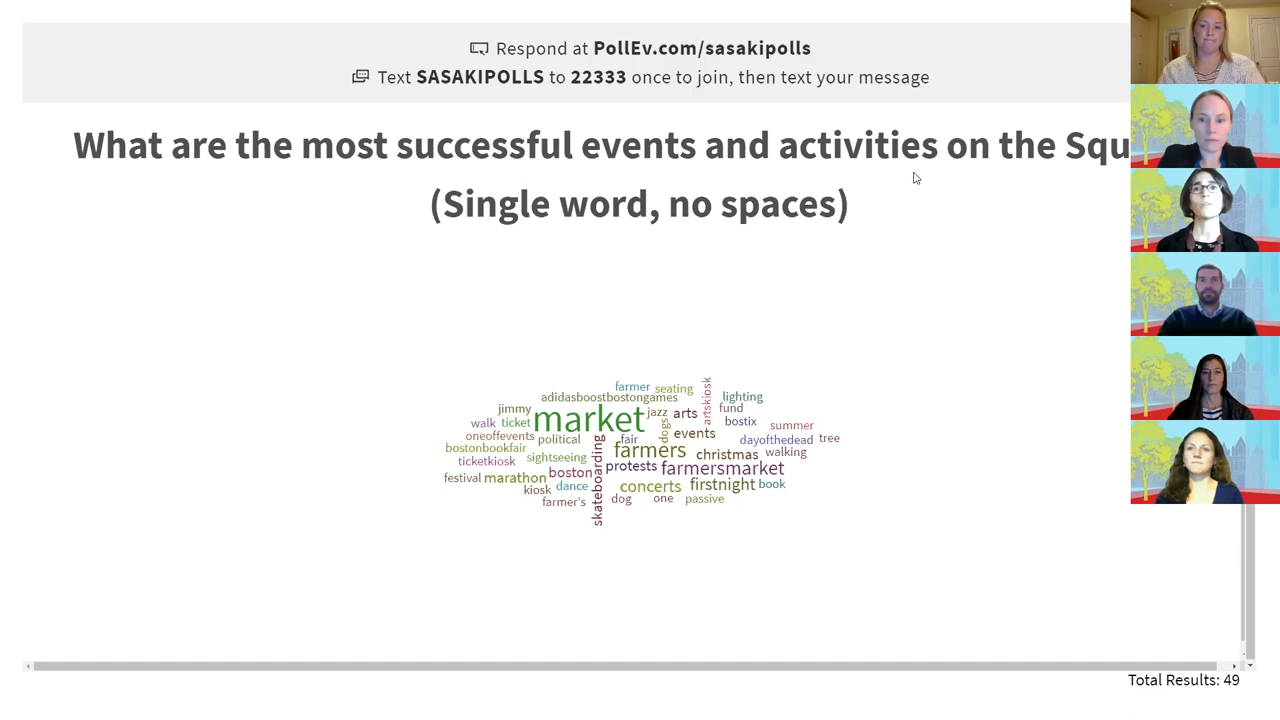 Respond at PollEv.com/sasakipolls
Text SASAKIPOLLS to 22333 once to join, then text your message
What are the most successful events and activities on the Squ
(Single word, no spaces)
farmer seating artskiosk
adidasboostbostongames lighting
jimmy market jazz arts fund
walk ticket dogs bostix
oneoffevents political fair events summer
bostonbookfair skateboarding farmers dayofthedead tree
ticketkiosk sightseeing christmas walking
festival marathon boston protests farmersmarket
kiosk dance concerts firstnight book
farmer's dog one passive
Total Results: 49